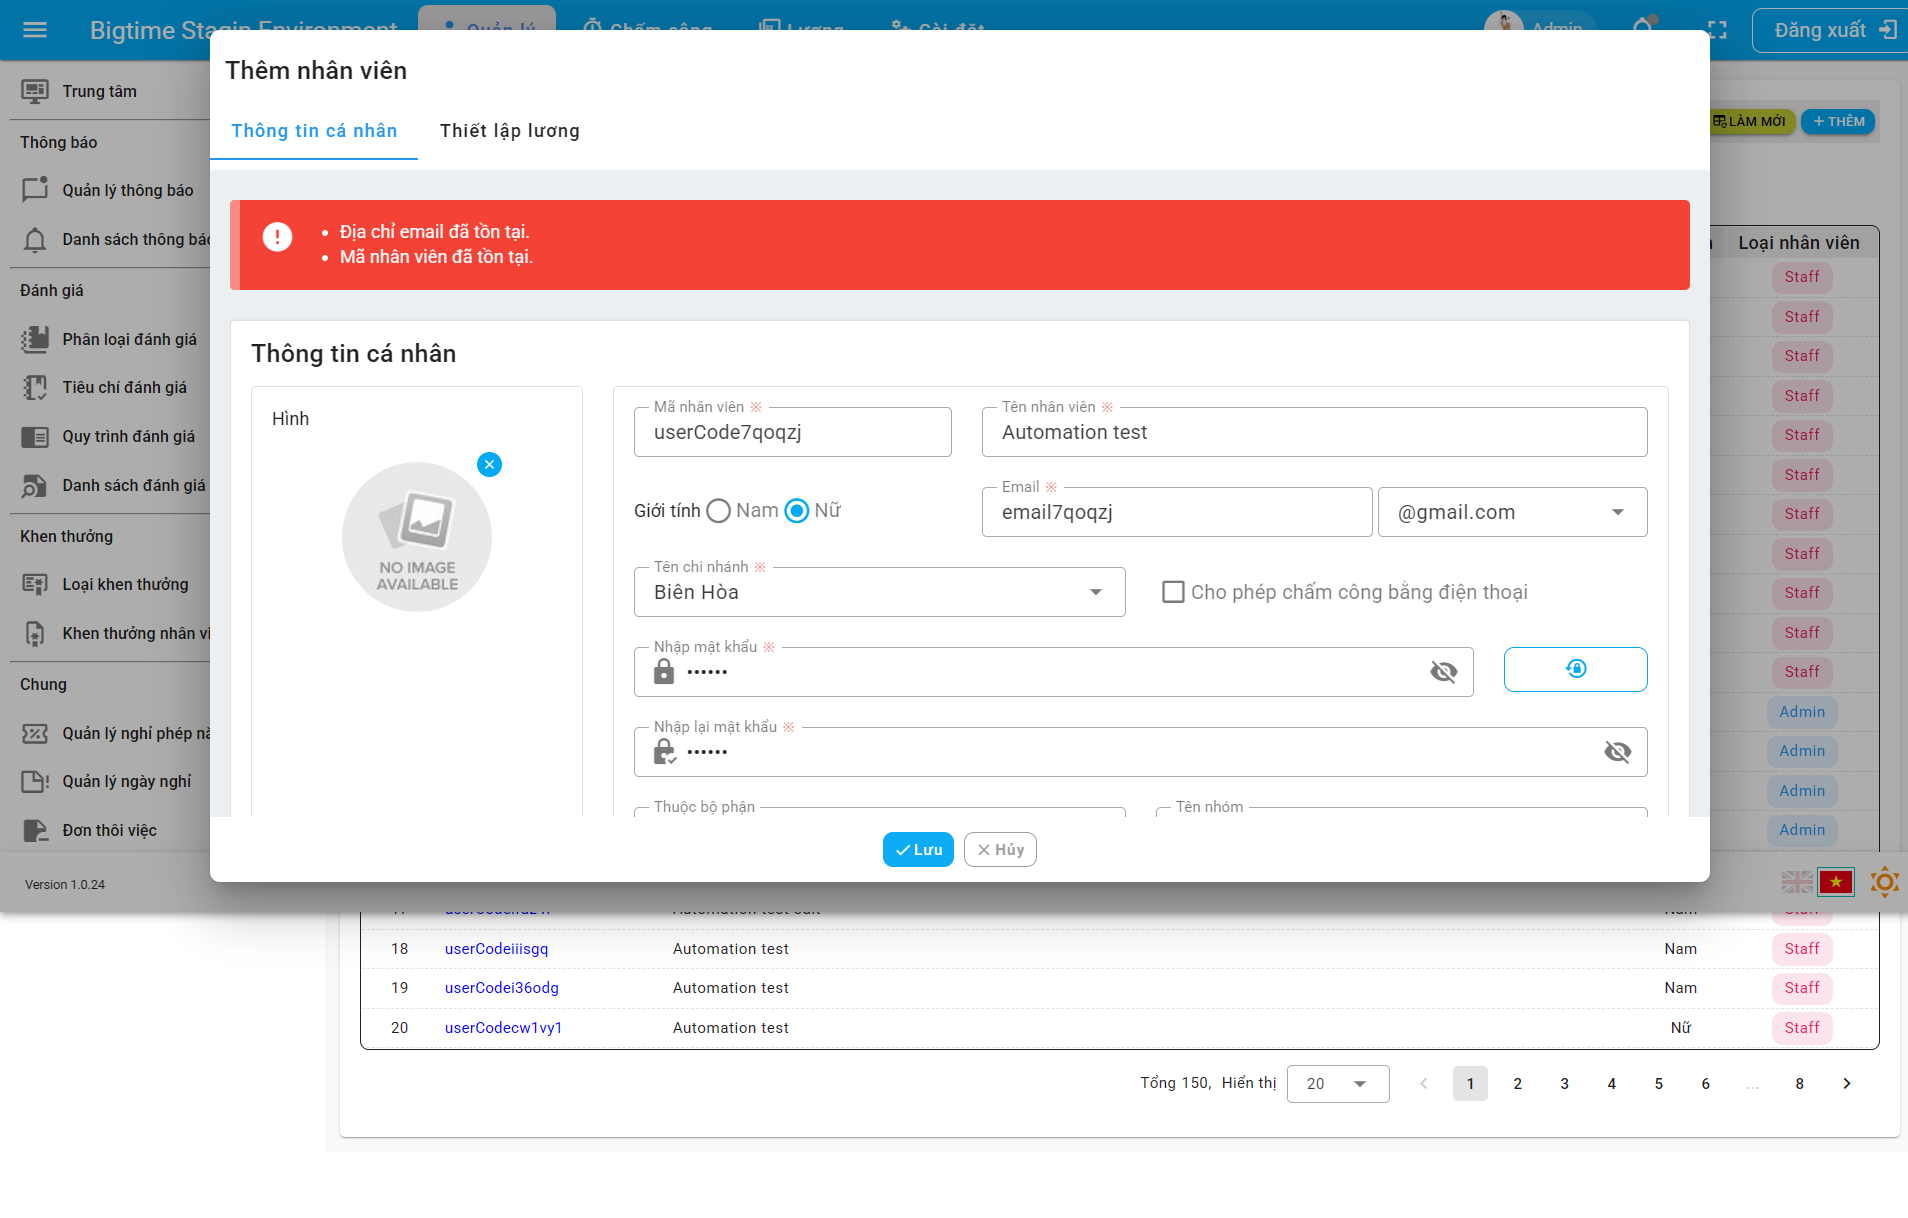 Bigtime Stagin Environment
Quản lý
Chấm công
Lương
Cài đặt
Admin
Đăng xuất
Trung tâm
Thông báo
Quản lý thông báo
Danh sách thông báo
Đánh giá
Phân loại đánh giá
Tiêu chí đánh giá
Quy trình đánh giá
Danh sách đánh giá
Khen thưởng
Loại khen thưởng
Khen thưởng nhân vi
Chung
Quản lý nghỉ phép nă
Quản lý ngày nghỉ
Đơn thôi việc
Version 1.0.24
Thêm nhân viên
Thông tin cá nhân
Thiết lập lương
Địa chỉ email đã tồn tại.
Mã nhân viên đã tồn tại.
Thông tin cá nhân
Hình
NO IMAGE
AVAILABLE
Mã nhân viên ※
userCode7qoqzj
Tên nhân viên ※
Automation test
Giới tính Nam Nữ
Email ※
email7qoqzj
@gmail.com
Tên chi nhánh ※
Biên Hòa
Cho phép chấm công bằng điện thoại
Nhập mật khẩu ※
••••••
Nhập lại mật khẩu ※
••••••
Thuộc bộ phận
Tên nhóm
Lưu
Hủy
LÀM MỚI
+ THÊM
Loại nhân viên
Staff
Staff
Staff
Staff
Staff
Staff
Staff
Staff
Staff
Staff
Staff
Admin
Admin
Admin
Admin
18 userCodeiiisgq Automation test Nam Staff
19 userCodei36odg Automation test Nam Staff
20 userCodecw1vy1 Automation test Nữ Staff
Tổng 150, Hiển thị 20 1 2 3 4 5 6 ... 8